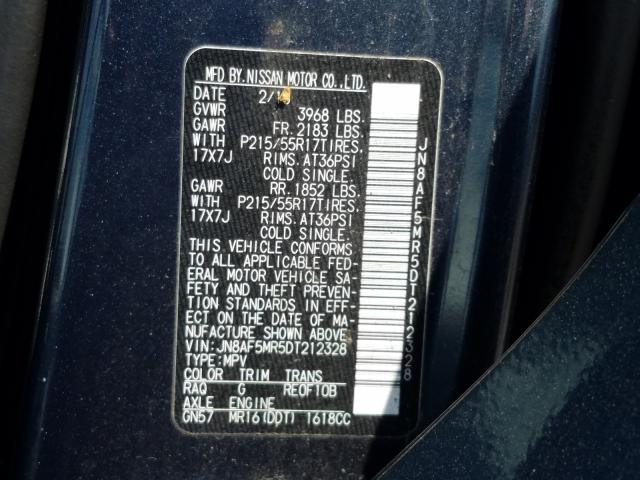 MFD BY.NISSAN MOTOR CO.,LTD.
DATE 2/1
GVWR 3968 LBS.
GAWR FR.2183 LBS.
WITH P215/55R17TIRES.
17X7J RIMS.AT36PSI
COLD SINGLE.
GAWR RR.1852 LBS.
WITH P215/55R17TIRES.
17X7J RIMS.AT36PSI
COLD SINGLE.
THIS VEHICLE CONFORMS
TO ALL APPLICABLE FED-
ERAL MOTOR VEHICLE SA-
FETY AND THEFT PREVEN-
TION STANDARDS IN EFF-
ECT ON THE DATE OF MA-
NUFACTURE SHOWN ABOVE.
VIN:JN8AF5MR5DT212328
TYPE:MPV
COLOR TRIM TRANS
RAQ G RE0F10B
AXLE ENGINE
GN57 MR16(DDT) 1618CC
JN8AF5MR5DT212328